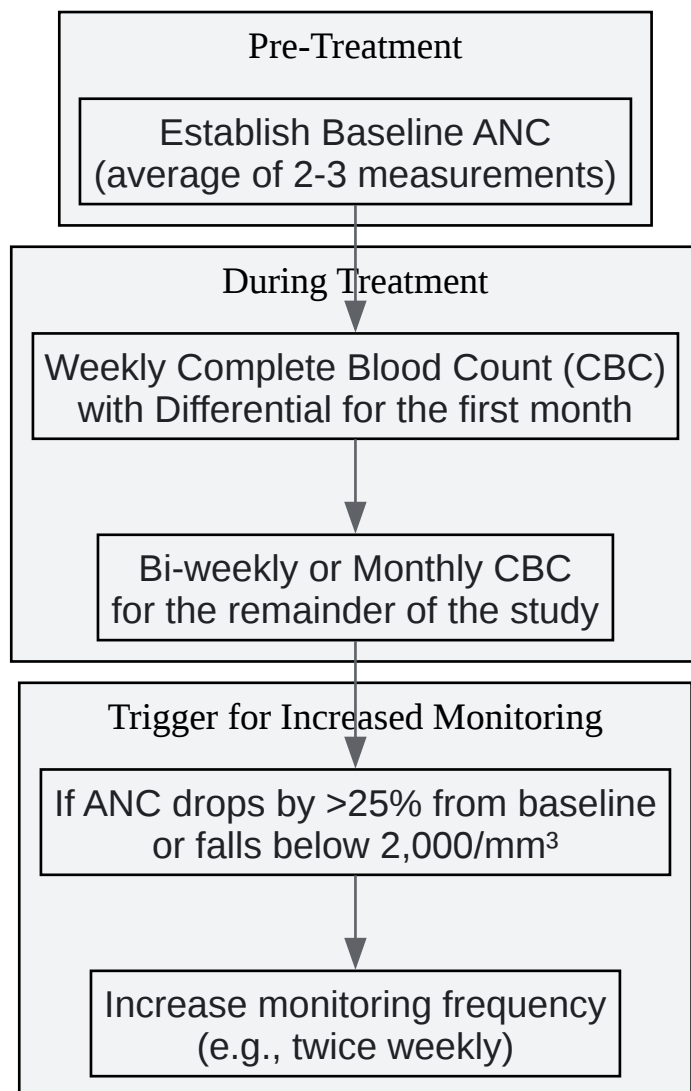 Pre-Treatment
Establish Baseline ANC
(average of 2-3 measurements)
During Treatment
Weekly Complete Blood Count (CBC)
with Differential for the first month
Bi-weekly or Monthly CBC
for the remainder of the study
Trigger for Increased Monitoring
If ANC drops by >25% from baseline
or falls below 2,000/mm³
Increase monitoring frequency
(e.g., twice weekly)